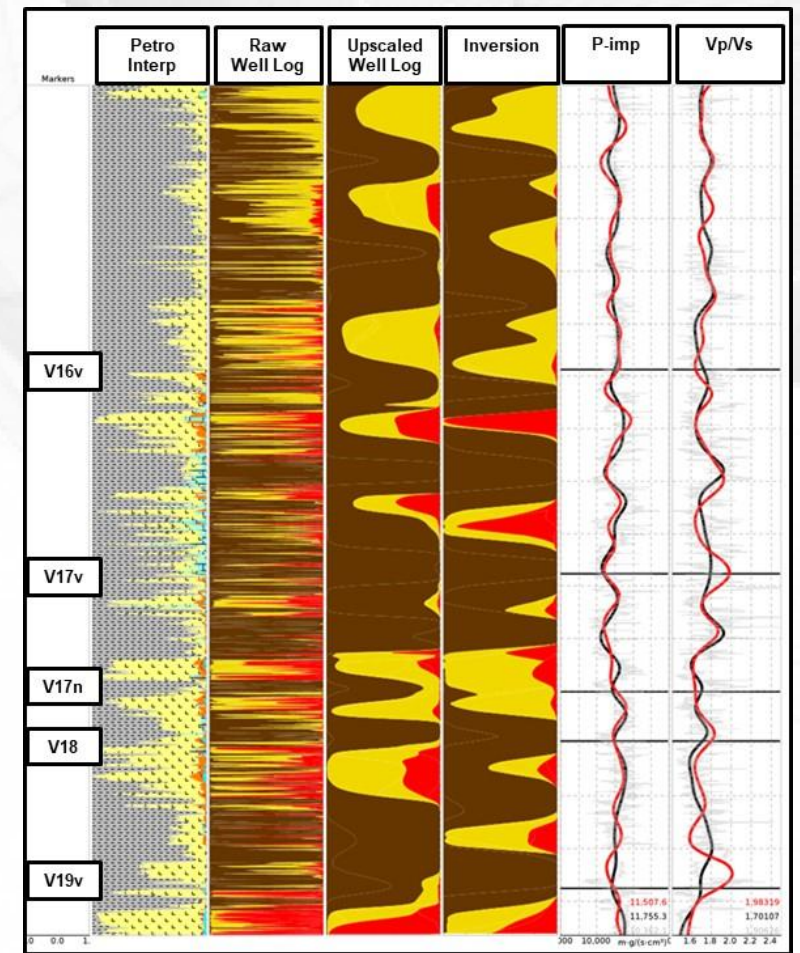 Petro
Interp
Raw
Well Log
Upscaled
Well Log
Inversion
P-imp
Vp/Vs
Markers
V16v
V17v
V17n
V18
V19v
11,507.6
11,755.3
1,98319
1,70107
0.0 1.
10,000 m·g/(s·cm³)
1.6 1.8 2.0 2.2 2.4